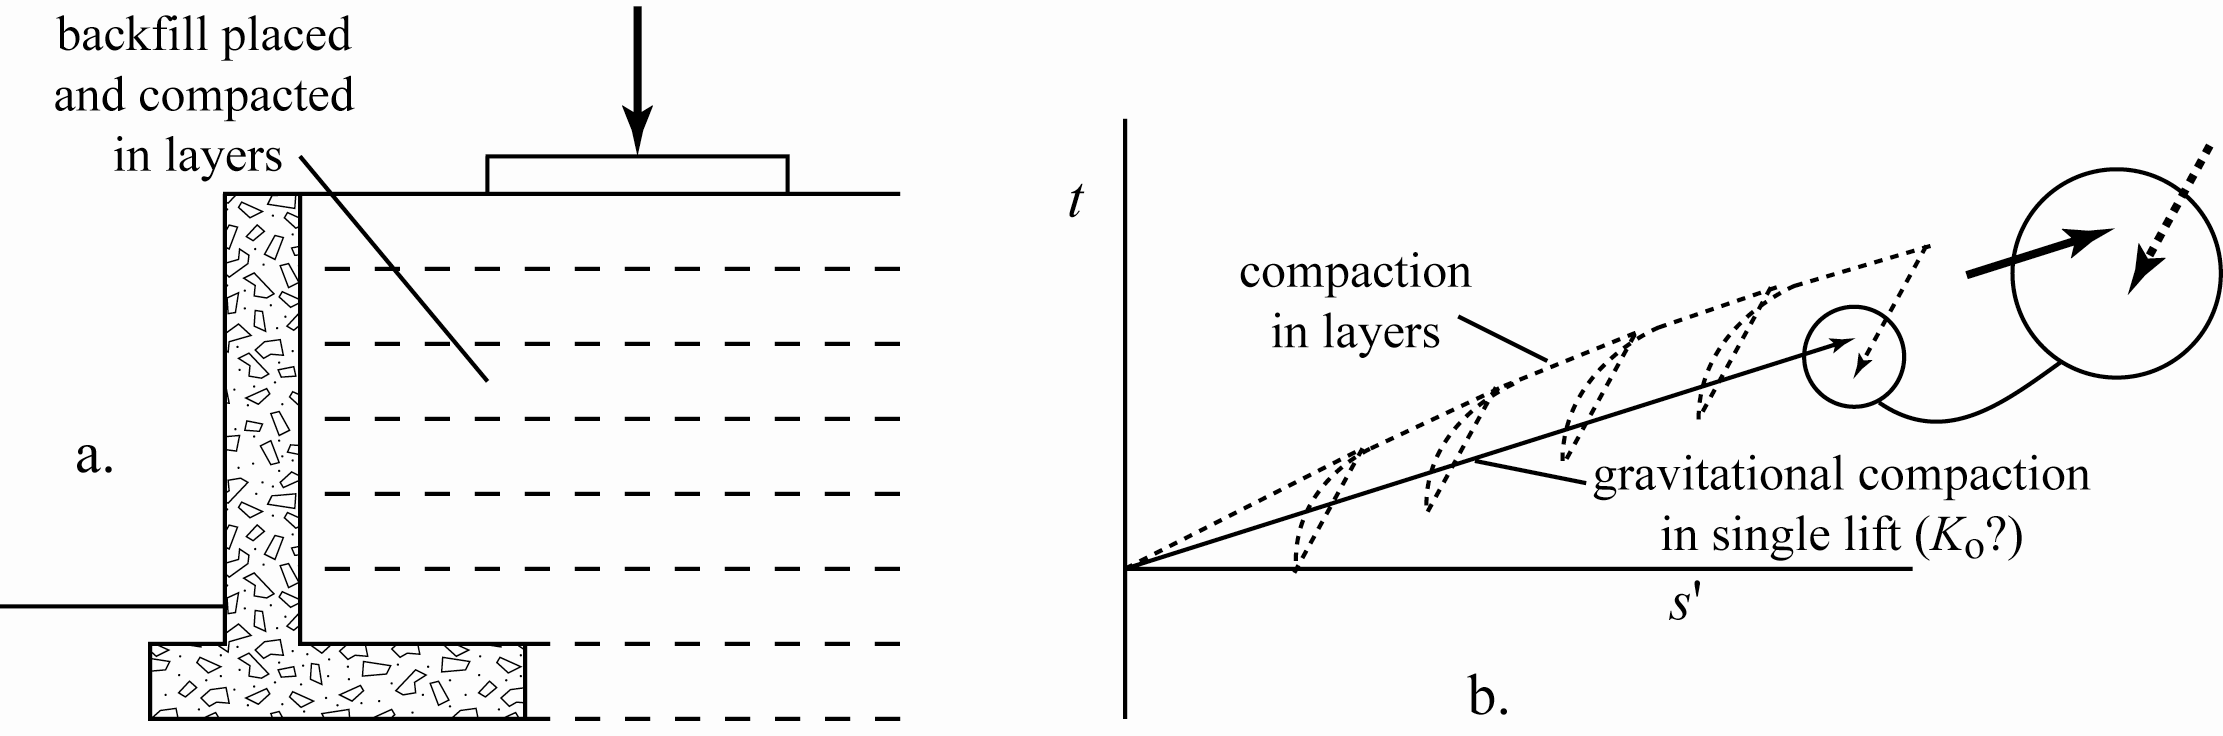 backfill placed
and compacted
in layers
a.
t
compaction
in layers
gravitational compaction
in single lift (Ko?)
s'
b.